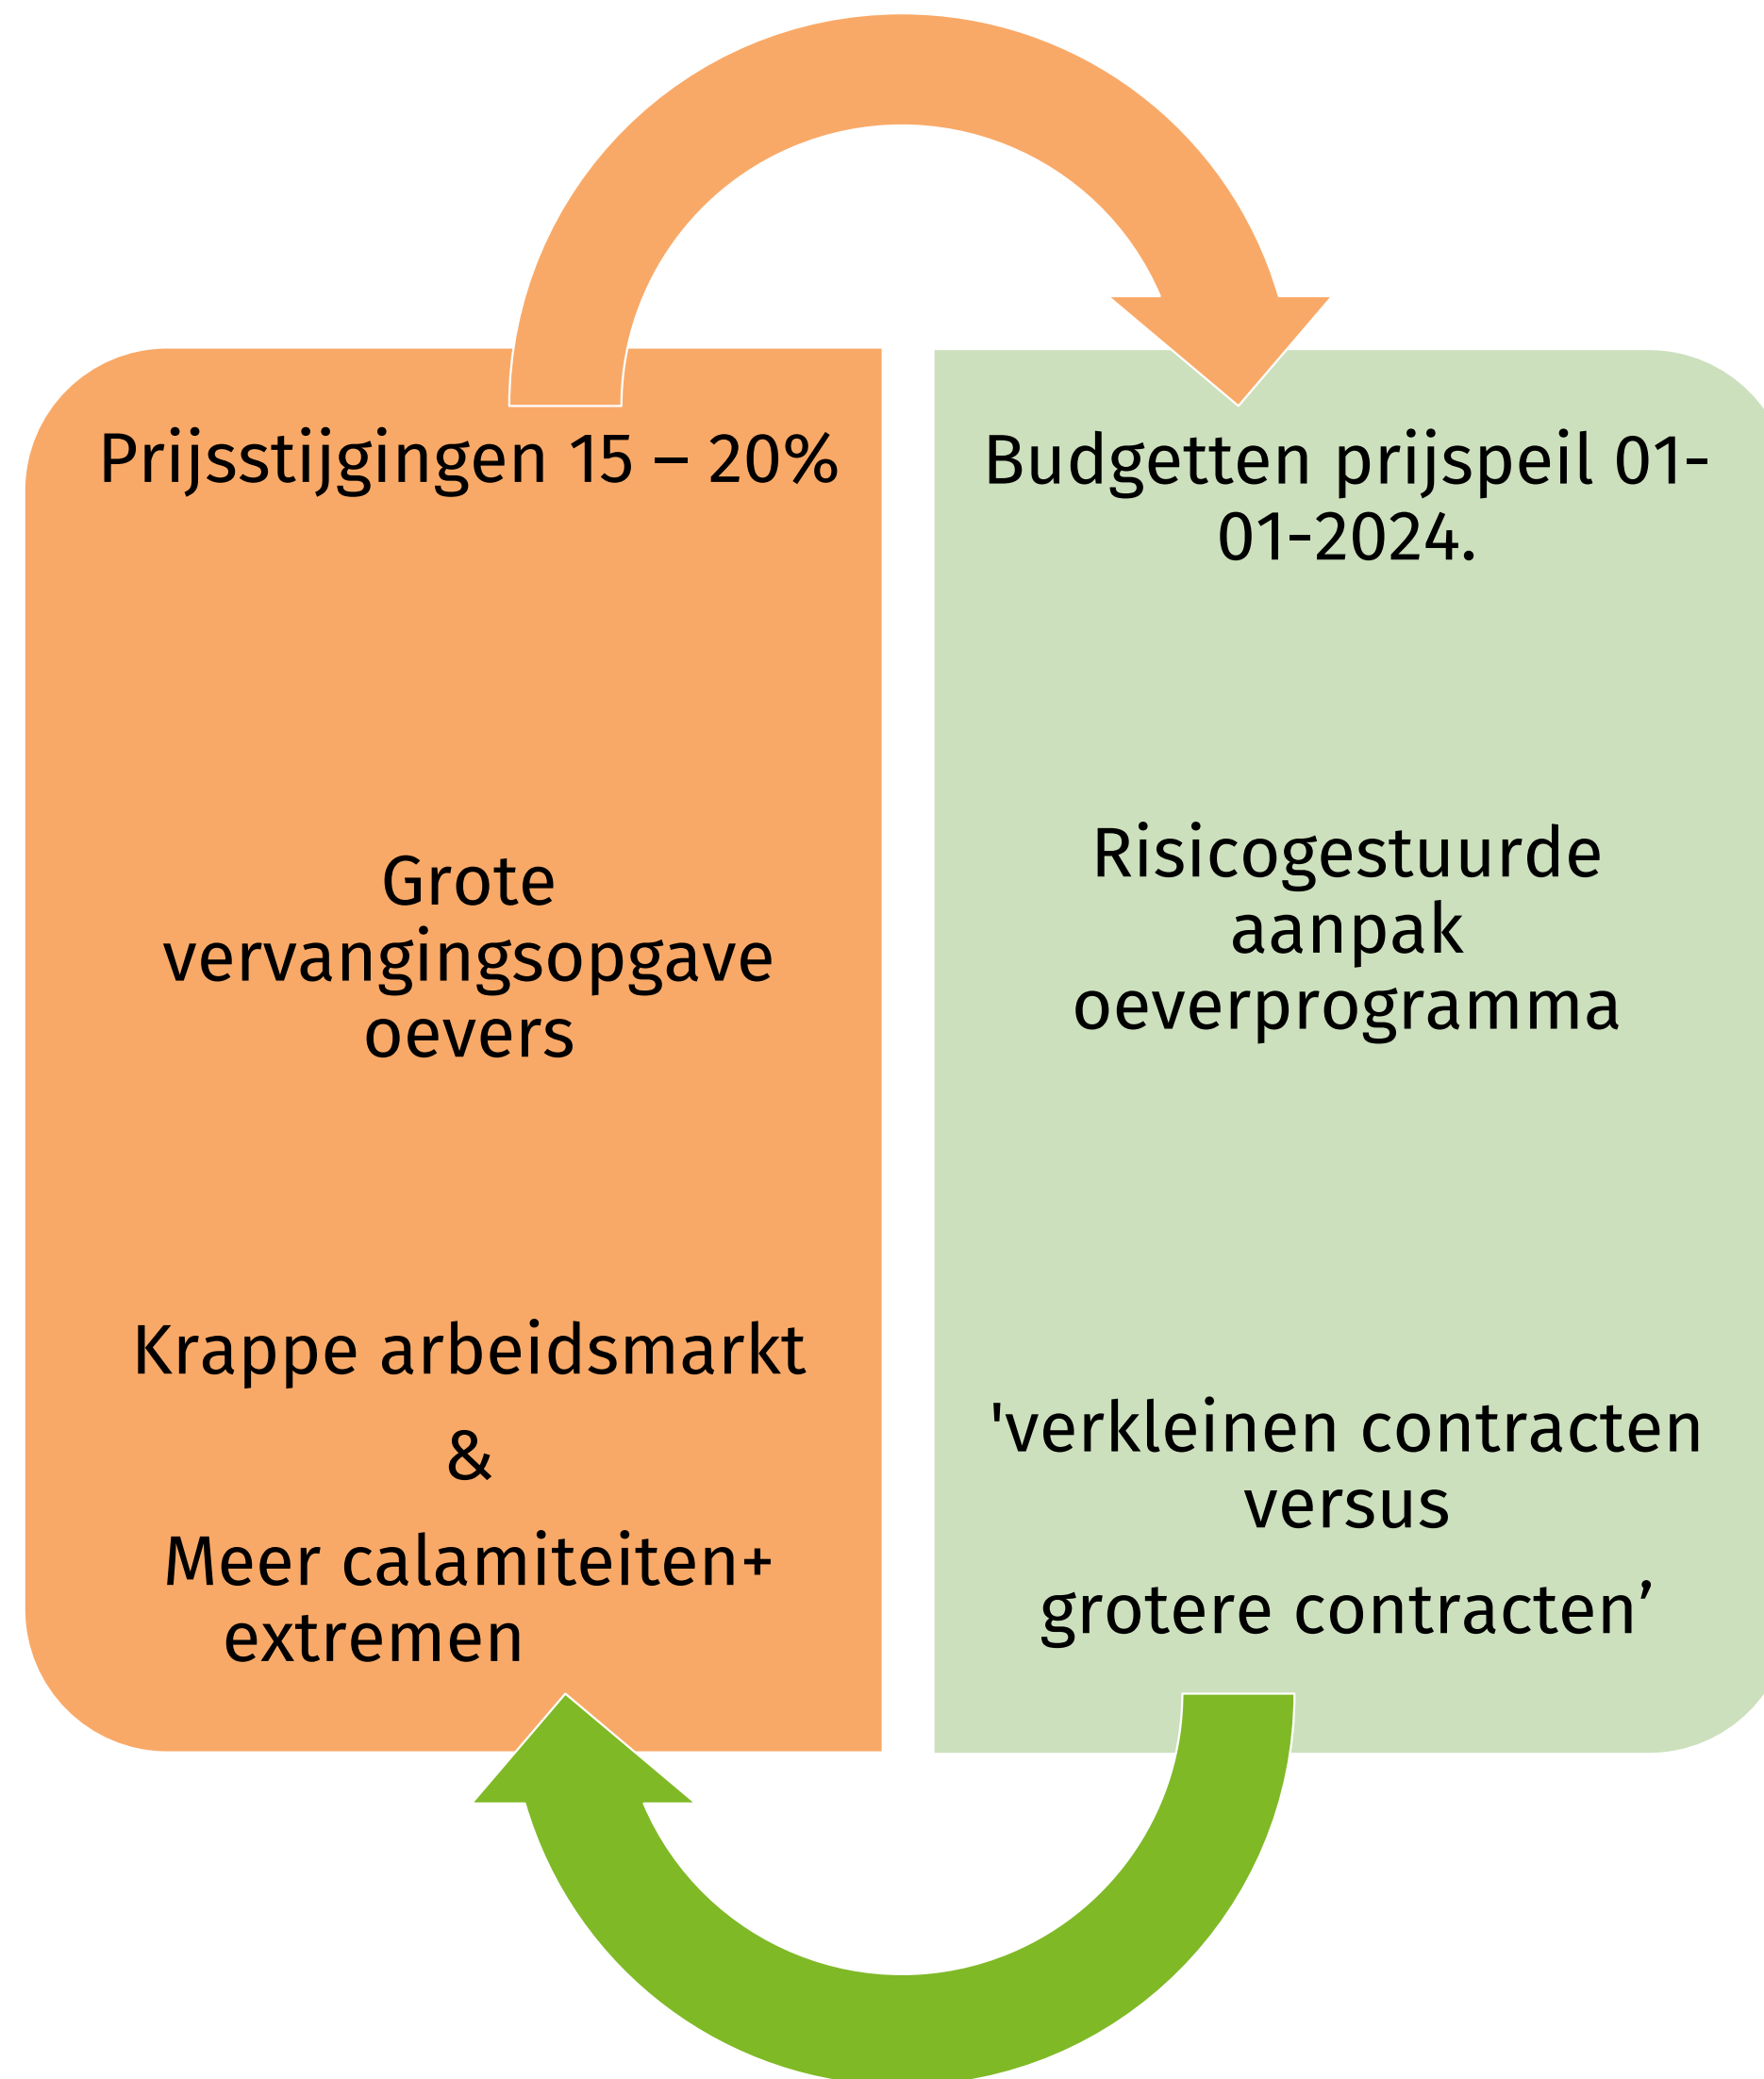 Prijsstijgingen 15 – 20%
Grote
vervangingsopgave
oevers
Krappe arbeidsmarkt
&
Meer calamiteiten+
extremen
Budgetten prijspeil 01-
01-2024.
Risicogestuurde
aanpak
oeverprogramma
'verkleinen contracten
versus
grotere contracten’